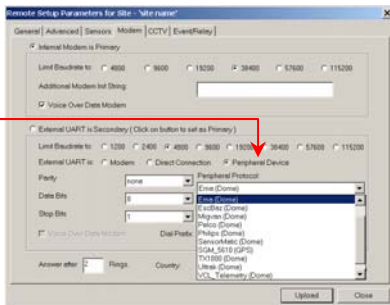 Remote Setup Parameters for Site - 'site name'
General Advanced Sensors Modem CCTV Event/Relay
Internal Modem is Primary
Limit Baudrate to: 4800 9600 19200 38400 57600 115200
Additional Modem Init String:
Voice Over Data Modem
External UART is Secondary (Click on button to set as Primary)
Limit Baudrate to: 1200 2400 4800 9600 19200 38400 57600 115200
External UART is: Modem Direct Connection Peripheral Device
Parity none Peripheral Protocol:
Erna (Dome)
Data Bits 8 Erna (Dome)
EscBaz (Dome)
Migvan (Dome)
Pelco (Dome)
Stop Bits 1 Philips (Dome)
SensorMatic (Dome)
Voice Over Data Modem Dial Prefix: SGM_5610 (GPS)
TX1000 (Dome)
Answer after 2 Rings. Country: Ultrak (Dome)
VCL_Telemetry (Dome)
Upload Close